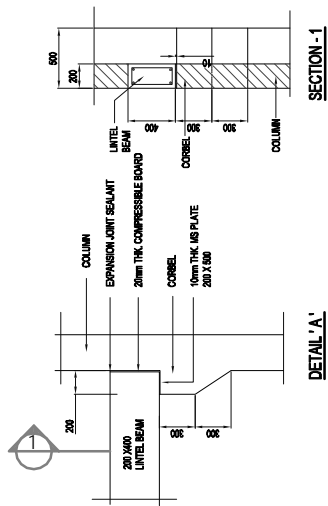 500
200
10
400
300
300
LINTEL
BEAM
CORBEL
COLUMN
SECTION - 1
COLUMN
EXPANSION JOINT SEALANT
20mm THK. COMPRESSIBLE BOARD
CORBEL
10mm THK. MS PLATE
200 X 500
1
200
200 X400
LINTEL BEAM
300
300
DETAIL 'A'